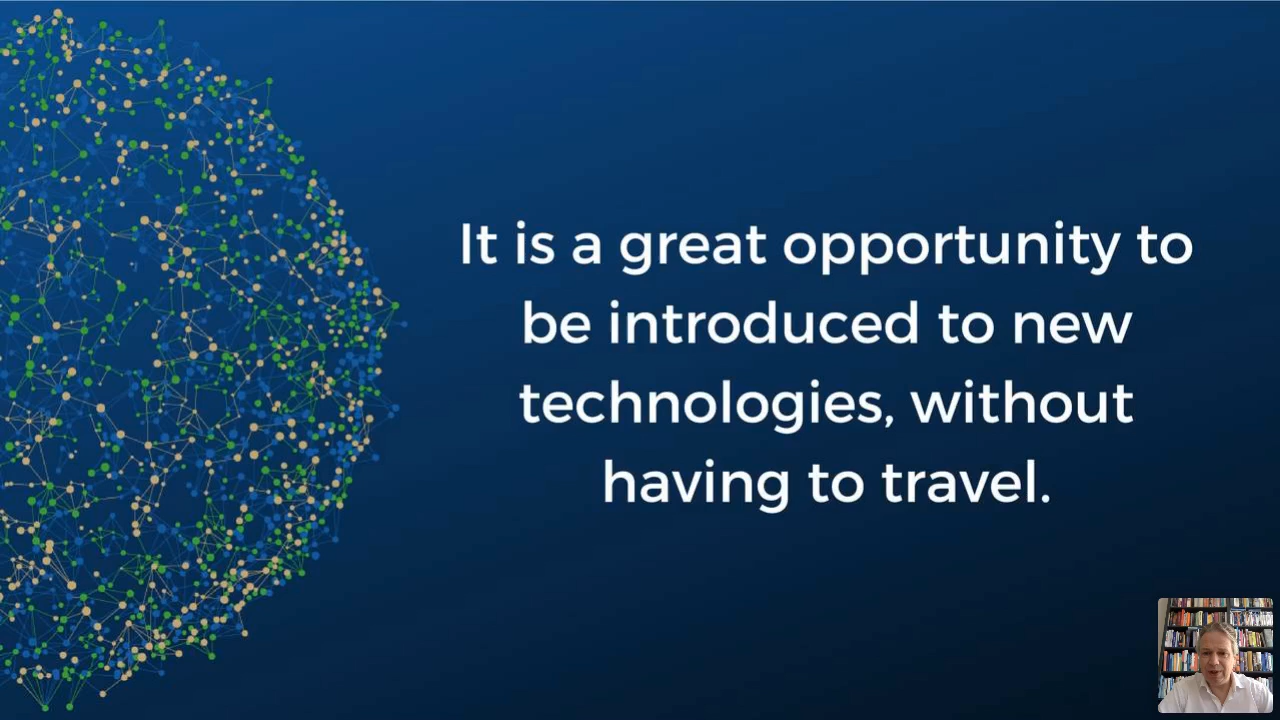 It is a great opportunity to
be introduced to new
technologies, without
having to travel.